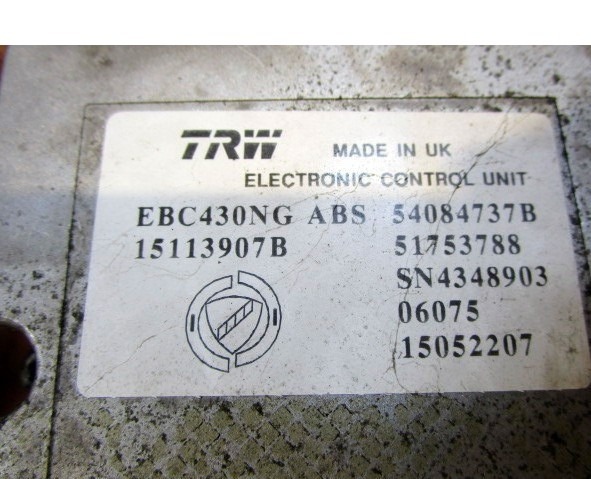 TRW MADE IN UK
ELECTRONIC CONTROL UNIT
EBC430NG ABS 54084737B
15113907B 51753788
SN4348903
06075
15052207